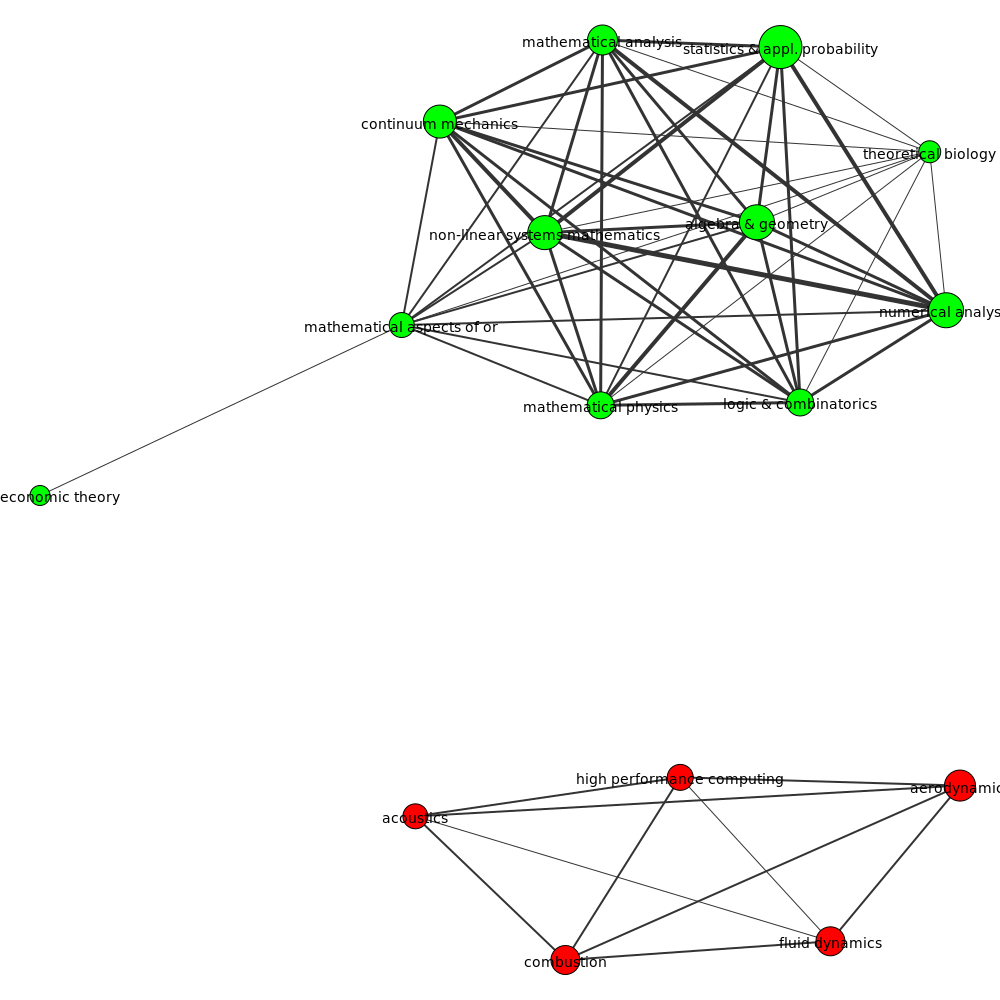 mathematical analysis
statistics & appl. probability
continuum mechanics
theoretical biology
algebra & geometry
non-linear systems mathematics
numerical analys
mathematical aspects of or
mathematical physics
logic & combinatorics
economic theory
high performance computing
aerodynamic
acoustics
fluid dynamics
combustion